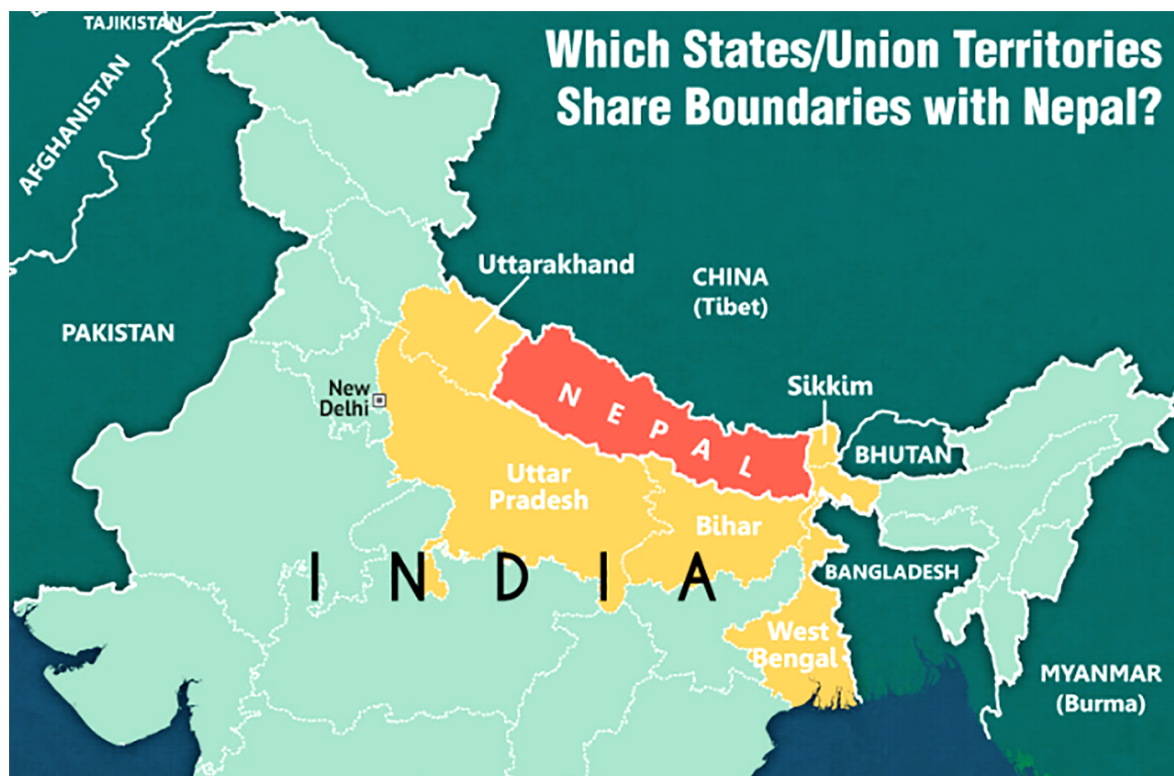 Which States/Union Territories
Share Boundaries with Nepal?
TAJIKISTAN
AFGHANISTAN
PAKISTAN
Uttarakhand
CHINA
(Tibet)
New
Delhi
NEPAL
Sikkim
BHUTAN
Uttar
Pradesh
Bihar
INDIA
BANGLADESH
West
Bengal
MYANMAR
(Burma)